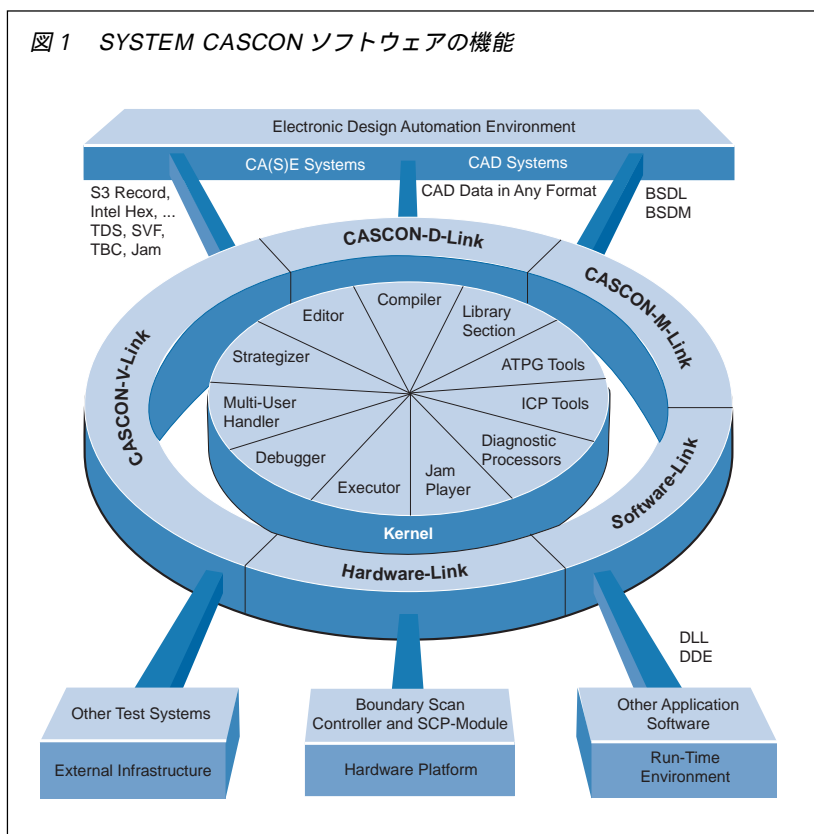 図 1 SYSTEM CASCON ソフトウェアの機能
Electronic Design Automation Environment
CA(S)E Systems
CAD Systems
S3 Record,
Intel Hex, ...
TDS, SVF,
TBC, Jam
CAD Data in Any Format
BSDL
BSDM
CASCON-D-Link
CASCON-M-Link
CASCON-V-Link
Software-Link
Hardware-Link
Compiler
Editor
Library
Section
Strategizer
ATPG Tools
Multi-User
Handler
ICP Tools
Debugger
Diagnostic
Processors
Executor
Jam
Player
Kernel
DLL
DDE
Other Test Systems
External Infrastructure
Boundary Scan
Controller and SCP-Module
Hardware Platform
Other Application
Software
Run-Time
Environment